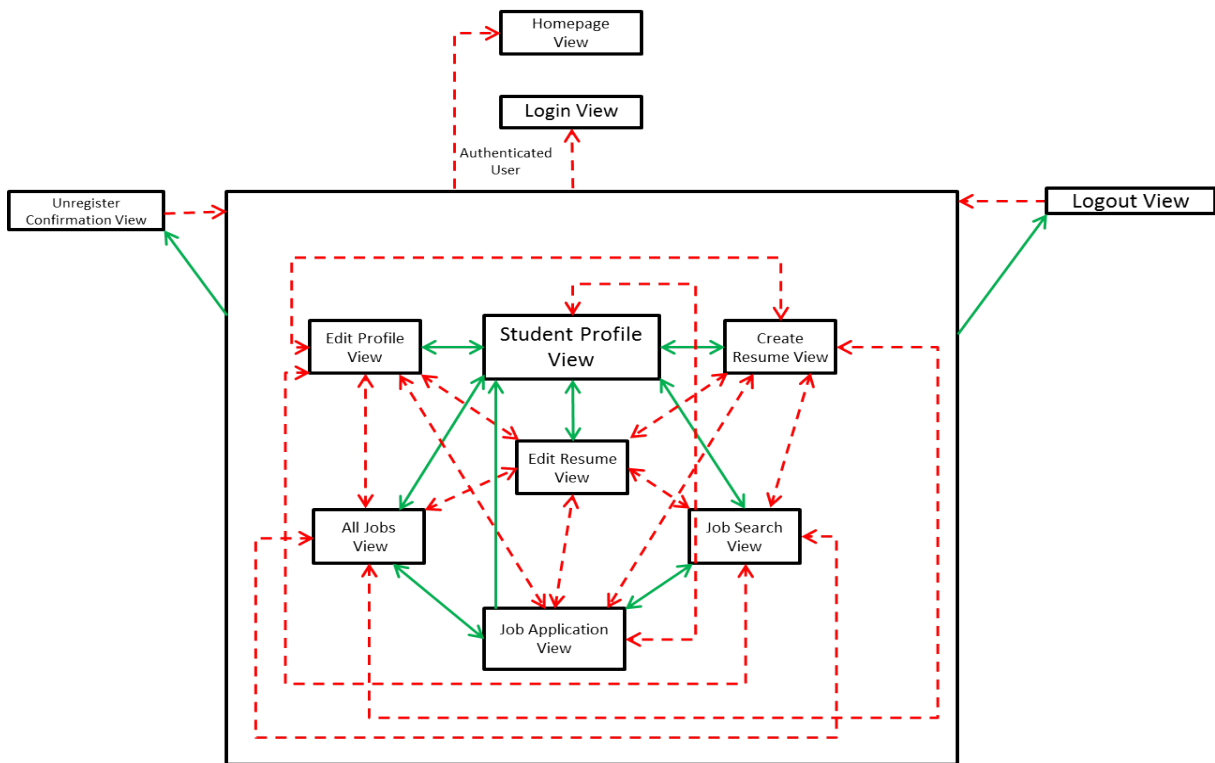 Homepage
View
Login View
Authenticated
User
Unregister
Confirmation View
Logout View
Edit Profile
View
Student Profile
View
Create
Resume View
Edit Resume
View
All Jobs
View
Job Search
View
Job Application
View